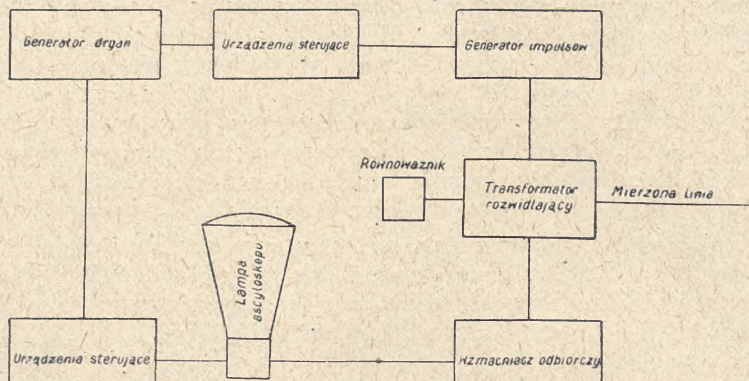 Generator drgań
Urządzenia sterujące
Generator impulsów
Równoważnik
Transformator
rozwidlający
Mierzona linia
Lampa
oscyloskopu
Urządzenia sterujące
Wzmacniacz odbiorczy